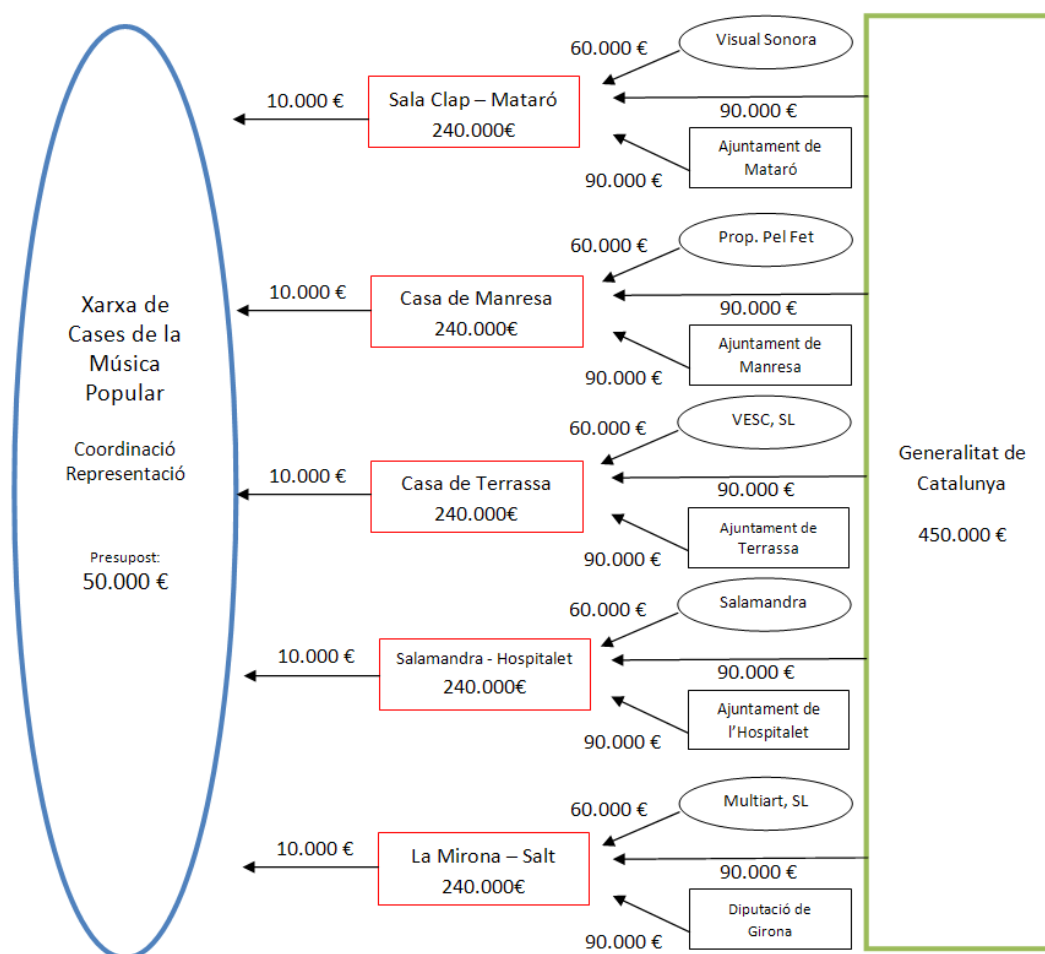 Xarxa de
Cases de la
Música
Popular
Coordinació
Representació
Presupost:
50.000 €
10.000 €
Sala Clap – Mataró
240.000€
60.000 €
Visual Sonora
90.000 €
Ajuntament de
Mataró
90.000 €
10.000 €
Casa de Manresa
240.000€
60.000 €
Prop. Pel Fet
90.000 €
Ajuntament de
Manresa
90.000 €
10.000 €
Casa de Terrassa
240.000€
60.000 €
VESC, SL
90.000 €
Ajuntament de
Terrassa
90.000 €
10.000 €
Salamandra - Hospitalet
240.000€
60.000 €
Salamandra
90.000 €
Ajuntament de
l’Hospitalet
90.000 €
10.000 €
La Mirona – Salt
240.000€
60.000 €
Multiart, SL
90.000 €
Diputació de
Girona
90.000 €
Generalitat de
Catalunya
450.000 €